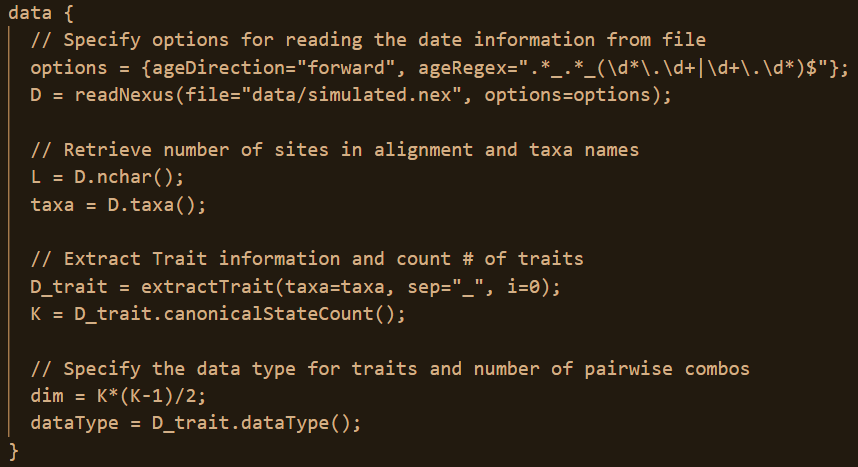 data {
// Specify options for reading the date information from file
options = {ageDirection="forward", ageRegex=".*_.*_(\d*\.\d+|\d+\.\d*)$"};
D = readNexus(file="data/simulated.nex", options=options);
// Retrieve number of sites in alignment and taxa names
L = D.nchar();
taxa = D.taxa();
// Extract Trait information and count # of traits
D_trait = extractTrait(taxa=taxa, sep="_", i=0);
K = D_trait.canonicalStateCount();
// Specify the data type for traits and number of pairwise combos
dim = K*(K-1)/2;
dataType = D_trait.dataType();
}